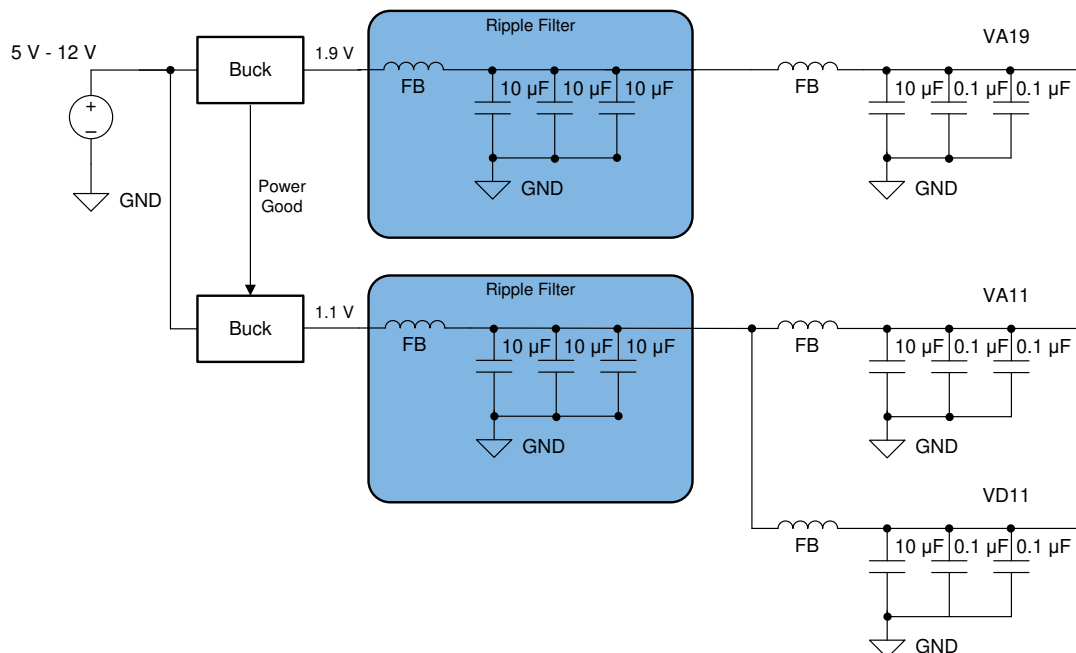 Ripple Filter
5 V - 12 V
Buck
1.9 V
FB
10 µF 10 µF 10 µF
GND
VA19
FB
10 µF 0.1 µF 0.1 µF
GND
+
−
GND
Power
Good
Ripple Filter
Buck
1.1 V
FB
10 µF 10 µF 10 µF
GND
VA11
FB
10 µF 0.1 µF 0.1 µF
GND
VD11
FB
10 µF 0.1 µF 0.1 µF
GND